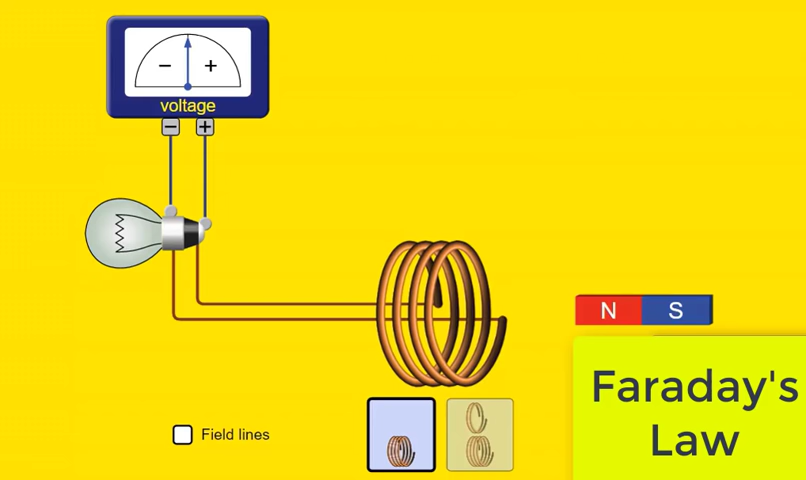 − +
voltage
− +
N S
Field lines
Faraday's
Law